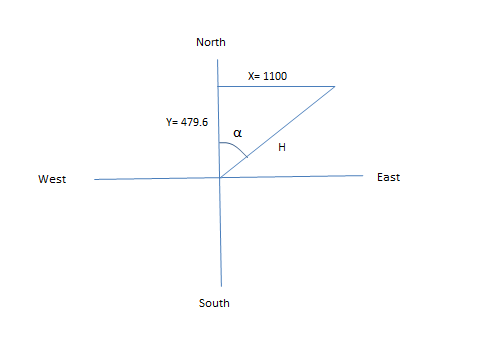 North
X= 1100
Y= 479.6
α
H
West
East
South